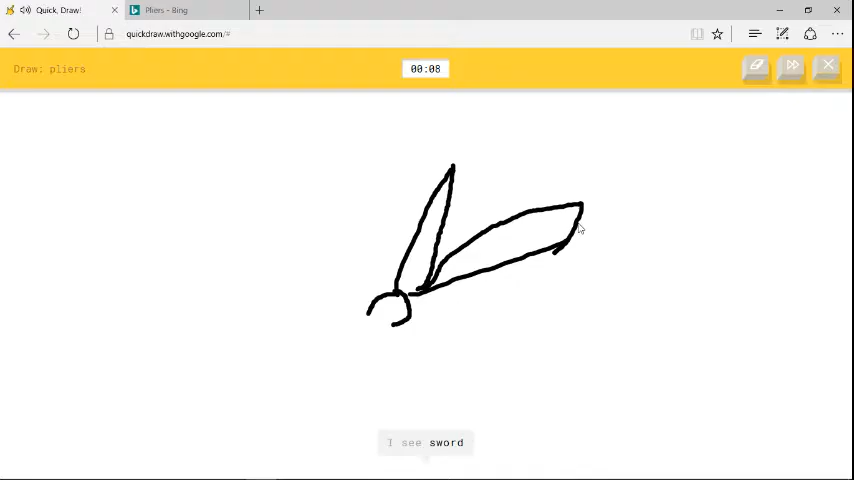 Quick, Draw!
Pliers - Bing
quickdraw.withgoogle.com/#
Draw: pliers
00:08
I see sword